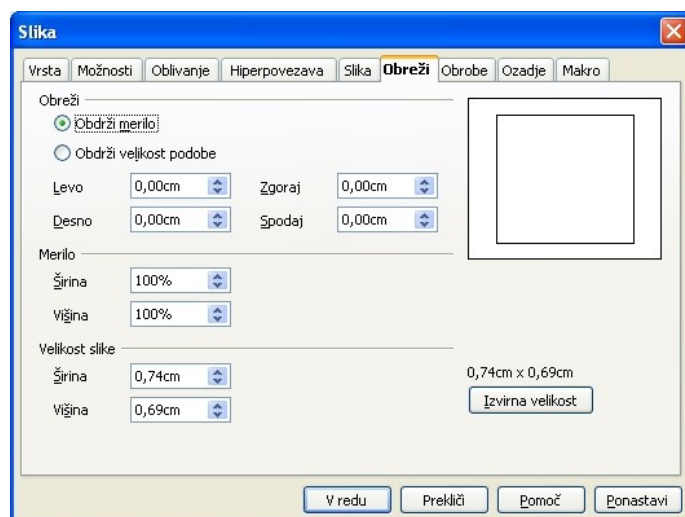 Slika
Vrsta Možnosti Oblivanje Hiperpovezava Slika Obreži Obrobe Ozadje Makro
Obreži
Obdrži merilo
Obdrži velikost podobe
Levo 0,00cm Zgoraj 0,00cm
Desno 0,00cm Spodaj 0,00cm
Merilo
Širina 100%
Višina 100%
Velikost slike
Širina 0,74cm 0,74cm x 0,69cm
Višina 0,69cm Izvirna velikost
V redu Prekliči Pomoč Ponastavi